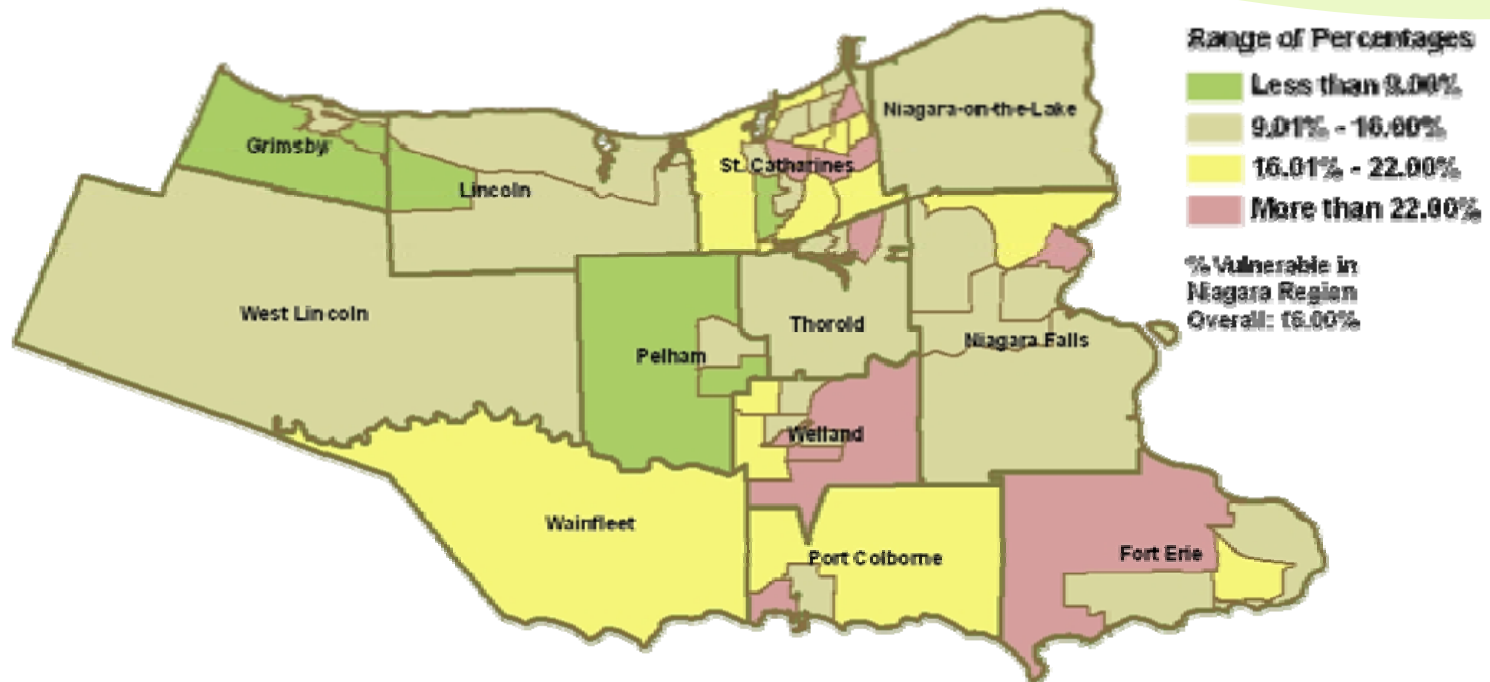 Range of Percentages
Less than 9.00%
9.01% - 16.00%
16.01% - 22.00%
More than 22.00%
% Vulnerable in
Niagara Region
Overall: 16.00%
Niagara-on-the-Lake
Grimsby
St. Catharines
Lincoln
West Lincoln
Thorold
Niagara Falls
Pelham
Welland
Wainfleet
Port Colborne
Fort Erie